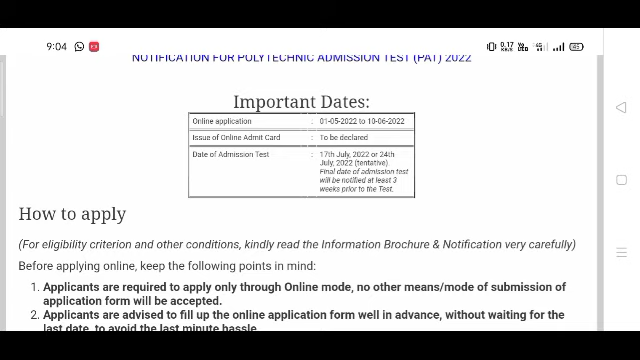 9:04
NOTIFICATION FOR POLYTECHNIC ADMISSION TEST (PAT) 2022
Important Dates:
Online application : 01-05-2022 to 10-06-2022
Issue of Online Admit Card : To be declared
Date of Admission Test : 17th July, 2022 or 24th
July, 2022 (tentative)
Final date of admission test
will be notified at least 3
weeks prior to the Test.
How to apply
(For eligibility criterion and other conditions, kindly read the Information Brochure & Notification very carefully)
Before applying online, keep the following points in mind:
1. Applicants are required to apply only through Online mode, no other means/mode of submission of
application form will be accepted.
2. Applicants are advised to fill up the online application form well in advance, without waiting for the
last date, to avoid the last minute hassle.